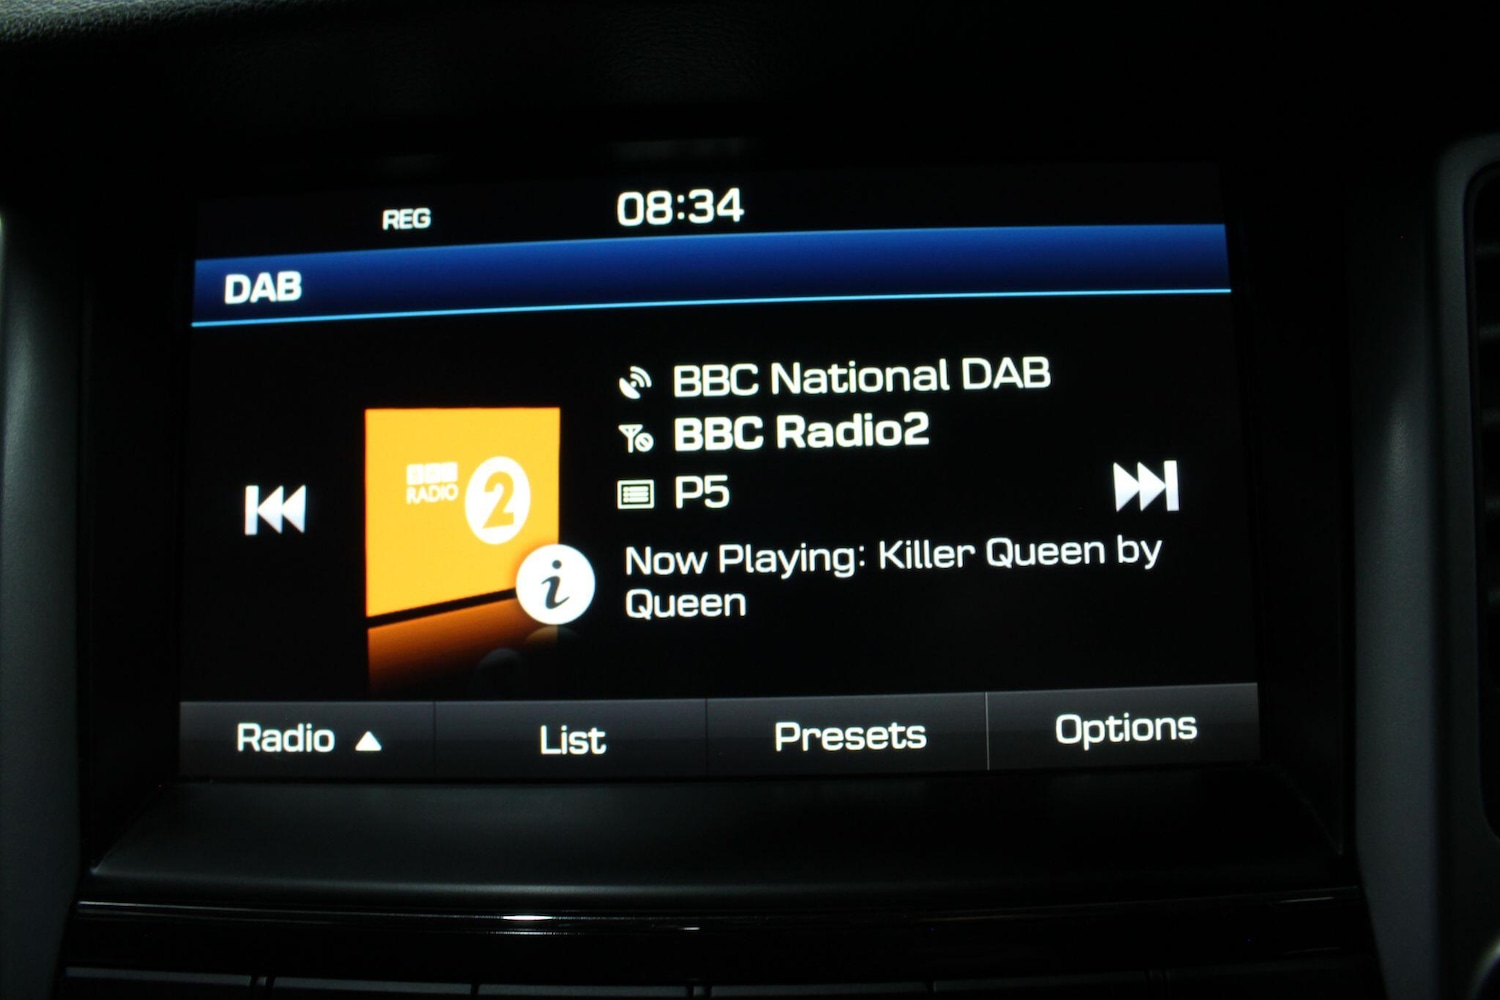 REG 08:34
DAB
BBC National DAB
BBC Radio2
P5
BBC
RADIO 2
i
Now Playing: Killer Queen by
Queen
Radio List Presets Options